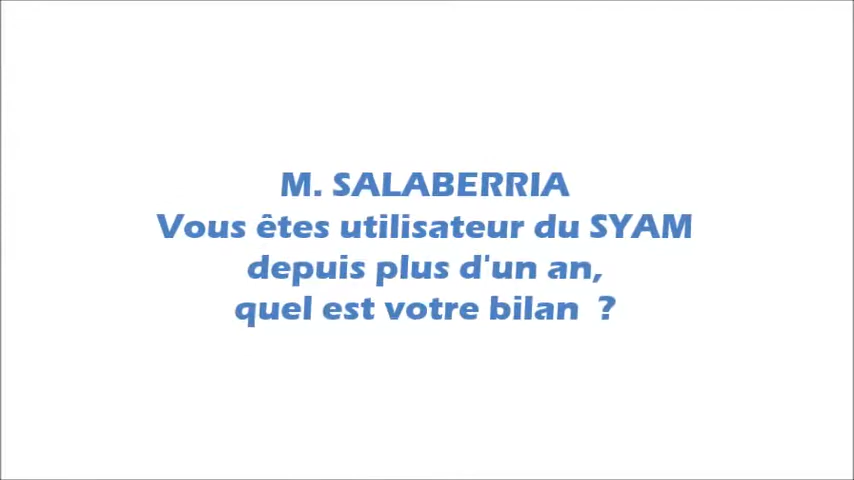 M. SALABERRIA
Vous êtes utilisateur du SYAM
depuis plus d'un an,
quel est votre bilan ?